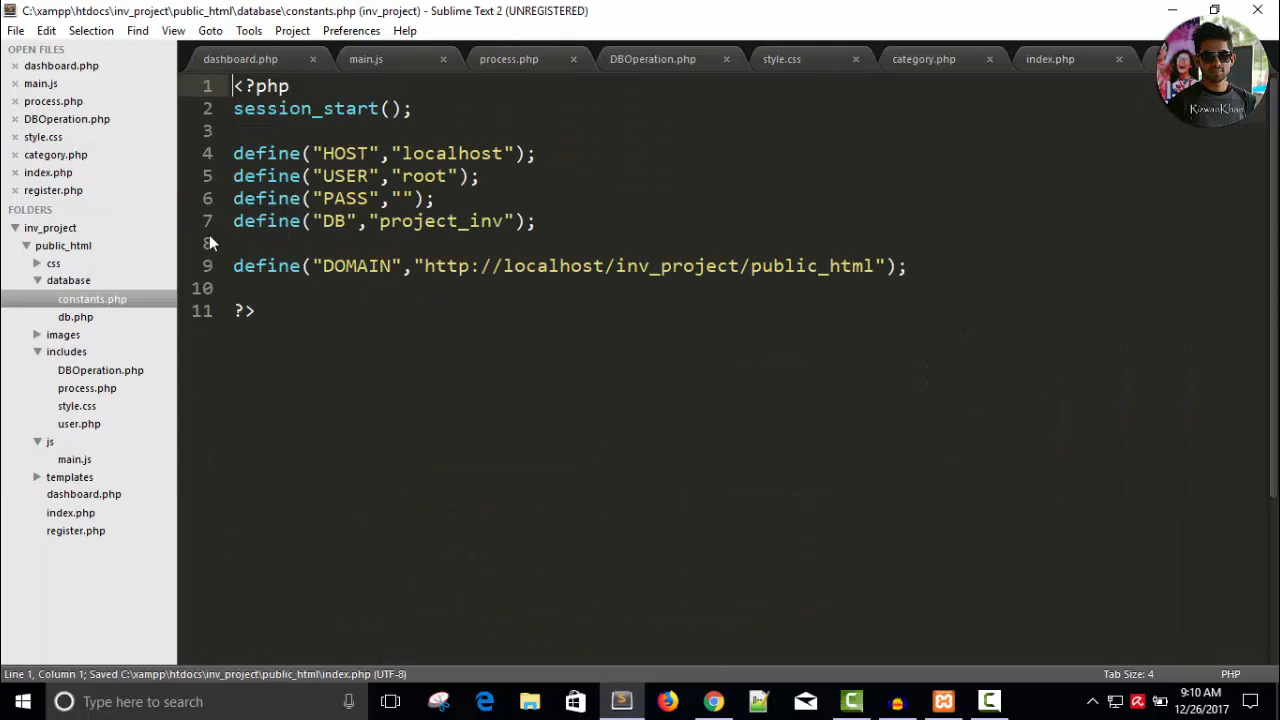 C:\xampp\htdocs\inv_project\public_html\database\constants.php (inv_project) - Sublime Text 2 (UNREGISTERED)
File Edit Selection Find View Goto Tools Project Preferences Help
OPEN FILES
dashboard.php
main.js
process.php
DBOperation.php
style.css
category.php
index.php
register.php
FOLDERS
inv_project
public_html
css
database
constants.php
db.php
images
includes
DBOperation.php
process.php
style.css
user.php
js
main.js
templates
dashboard.php
index.php
register.php
dashboard.php main.js process.php DBOperation.php style.css category.php index.php
RizwanKhan
1 <?php
2 session_start();
3
4 define("HOST","localhost");
5 define("USER","root");
6 define("PASS","");
7 define("DB","project_inv");
8
9 define("DOMAIN","http://localhost/inv_project/public_html");
10
11 ?>
Line 1, Column 1; Saved C:\xampp\htdocs\inv_project\public_html\index.php (UTF-8)
Tab Size: 4 PHP
Type here to search
9:10 AM
12/26/2017